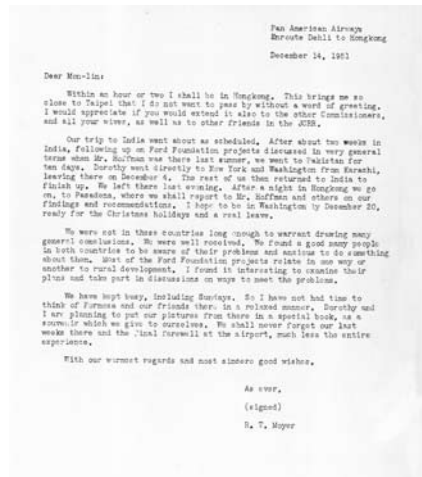 Pan American Airways
Enroute Dehli to Hongkong
December 14, 1951
Dear Mon-lin:
Within an hour or two I shall be in Hongkong. This brings me so
close to Taipei that I do not want to pass by without a word of greeting.
I would appreciate if you would extend it also to the other Commissioners,
and all your wives, as well as to other friends in the JCRR.
Our trip to India went about as scheduled. After about two weeks in
India, following up on Ford Foundation projects discussed in very general
terms when Mr. Hoffman was there last summer, we went to Pakistan for
ten days. Dorothy went directly to New York and Washington from Karachi,
leaving there on December 4. The rest of us then returned to India to
finish up. We left there last evening. After a night in Hongkong we go
on, to Pasadena, where we shall report to Mr. Hoffman and others on our
findings and recommendations. I hope to be in Washington by December 20,
ready for the Christmas holidays and a real leave.
We were not in these countries long enough to warrant drawing many
general conclusions. We were well received. We found a good many people
in both countries to be aware of their problems and anxious to do something
about them. Most of the Ford Foundation projects relate in one way or
another to rural development. I found it interesting to examine their
plans and take part in discussions on ways to meet the problems.
We have kept busy, including Sundays. So I have not had time to
think of Formosa and our friends there in a relaxed manner. Dorothy and
I are planning to put our pictures from there in a special book, as a
souvenir which we give to ourselves. We shall never forget our last
weeks there and the final farewell at the airport, much less the entire
experience.
With our warmest regards and most sincere good wishes,
As ever,
(signed)
R. T. Moyer